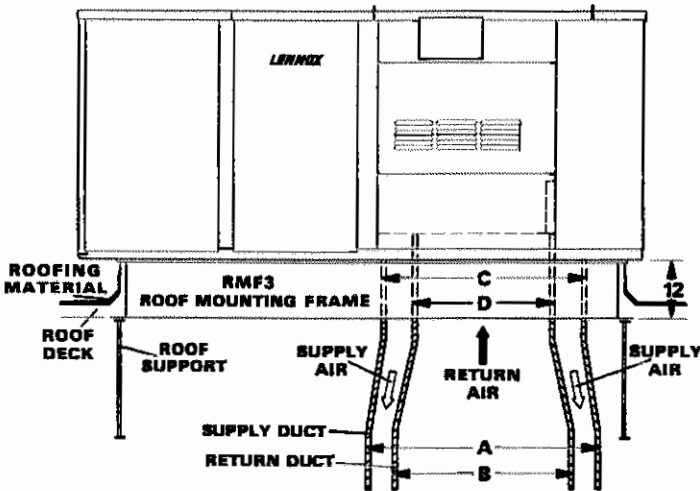 LENNOX
ROOFING
MATERIAL
RMF3
ROOF MOUNTING FRAME
C
D
12
ROOF
DECK
ROOF
SUPPORT
SUPPLY
AIR
RETURN
AIR
SUPPLY
AIR
SUPPLY DUCT
A
RETURN DUCT
B